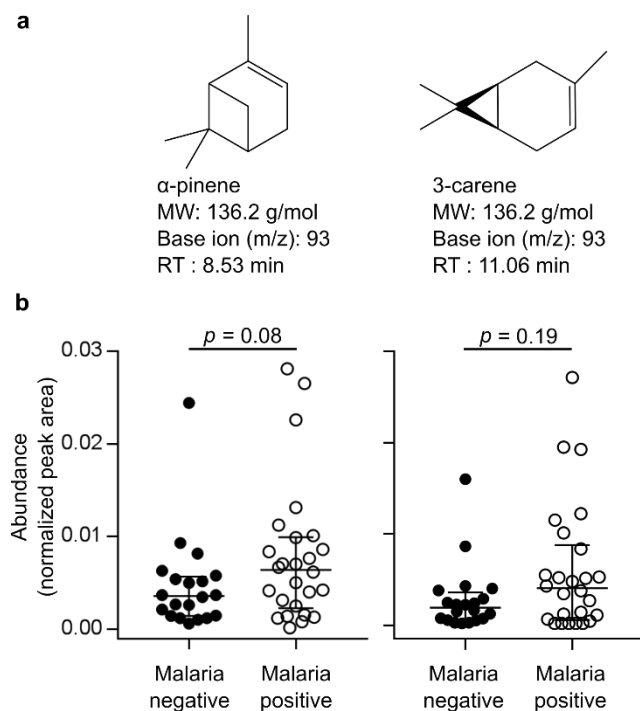 a
α-pinene
MW: 136.2 g/mol
Base ion (m/z): 93
RT : 8.53 min
3-carene
MW: 136.2 g/mol
Base ion (m/z): 93
RT : 11.06 min
b
p = 0.08
p = 0.19
Abundance
(normalized peak area)
0.03
0.02
0.01
0.00
Malaria
negative
Malaria
positive
Malaria
negative
Malaria
positive